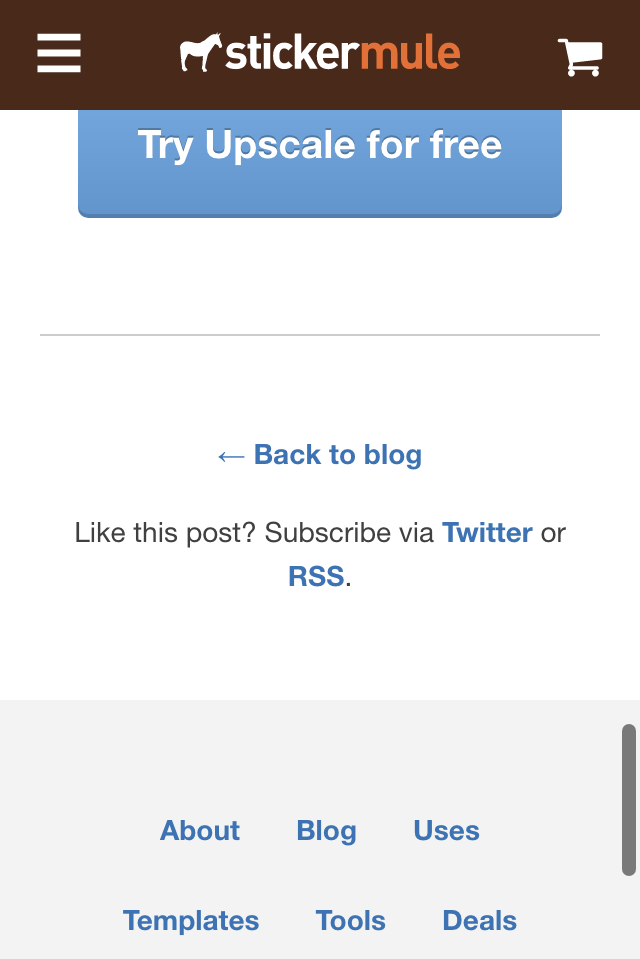 stickermule
Try Upscale for free
← Back to blog
Like this post? Subscribe via Twitter or
RSS.
About Blog Uses
Templates Tools Deals